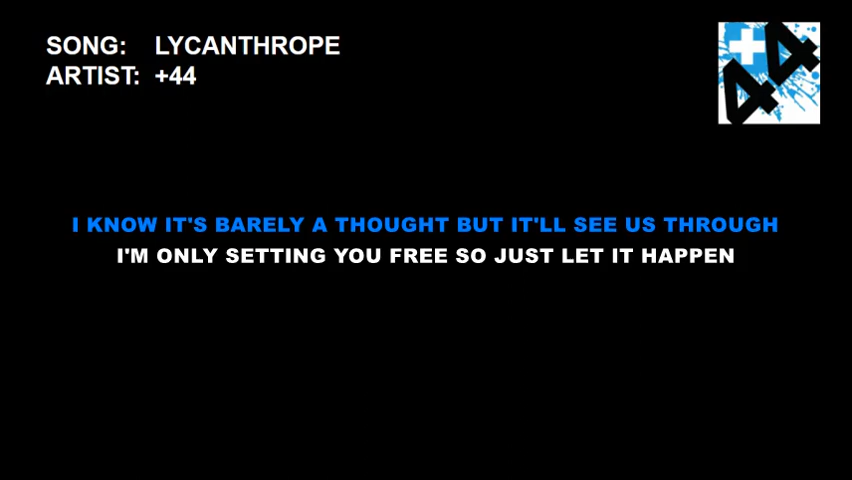 SONG: LYCANTHROPE
ARTIST: +44
+44
I KNOW IT'S BARELY A THOUGHT BUT IT'LL SEE US THROUGH
I'M ONLY SETTING YOU FREE SO JUST LET IT HAPPEN